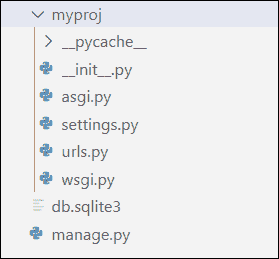 myproj
__pycache__
__init__.py
asgi.py
settings.py
urls.py
wsgi.py
db.sqlite3
manage.py